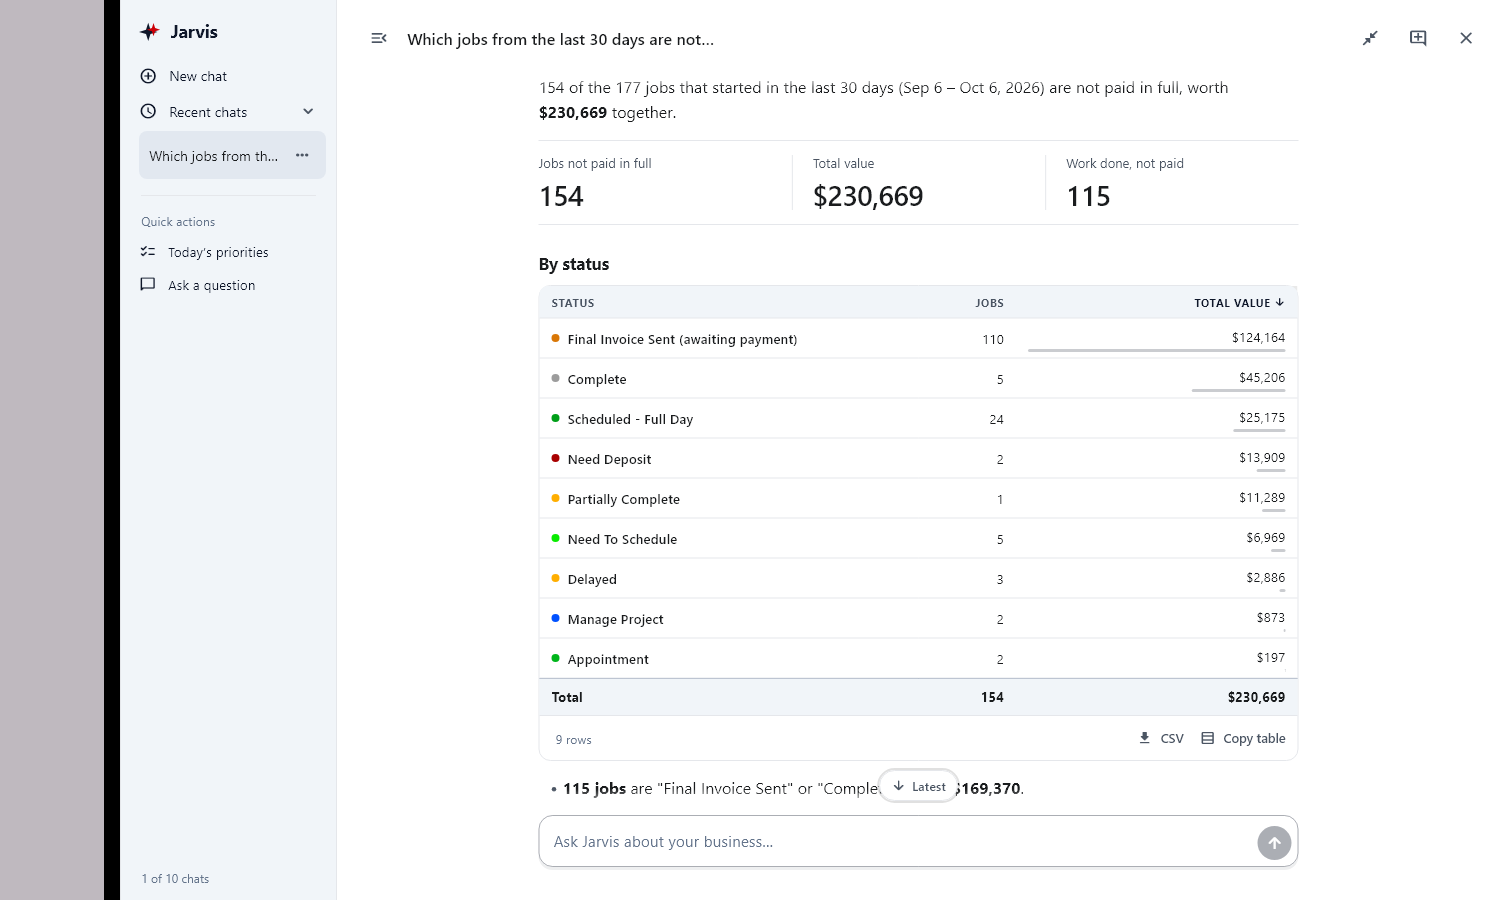 Jarvis
New chat
Recent chats
Which jobs from th...
Quick actions
Today's priorities
Ask a question
1 of 10 chats
Which jobs from the last 30 days are not...
154 of the 177 jobs that started in the last 30 days (Sep 6 – Oct 6, 2026) are not paid in full, worth
$230,669 together.
Jobs not paid in full
154
Total value
$230,669
Work done, not paid
115
By status
STATUS JOBS TOTAL VALUE ↓
Final Invoice Sent (awaiting payment) 110 $124,164
Complete 5 $45,206
Scheduled - Full Day 24 $25,175
Need Deposit 2 $13,909
Partially Complete 1 $11,289
Need To Schedule 5 $6,969
Delayed 3 $2,886
Manage Project 2 $873
Appointment 2 $197
Total 154 $230,669
9 rows CSV Copy table
• 115 jobs are "Final Invoice Sent" or "Comple $169,370.
↓ Latest
Ask Jarvis about your business...